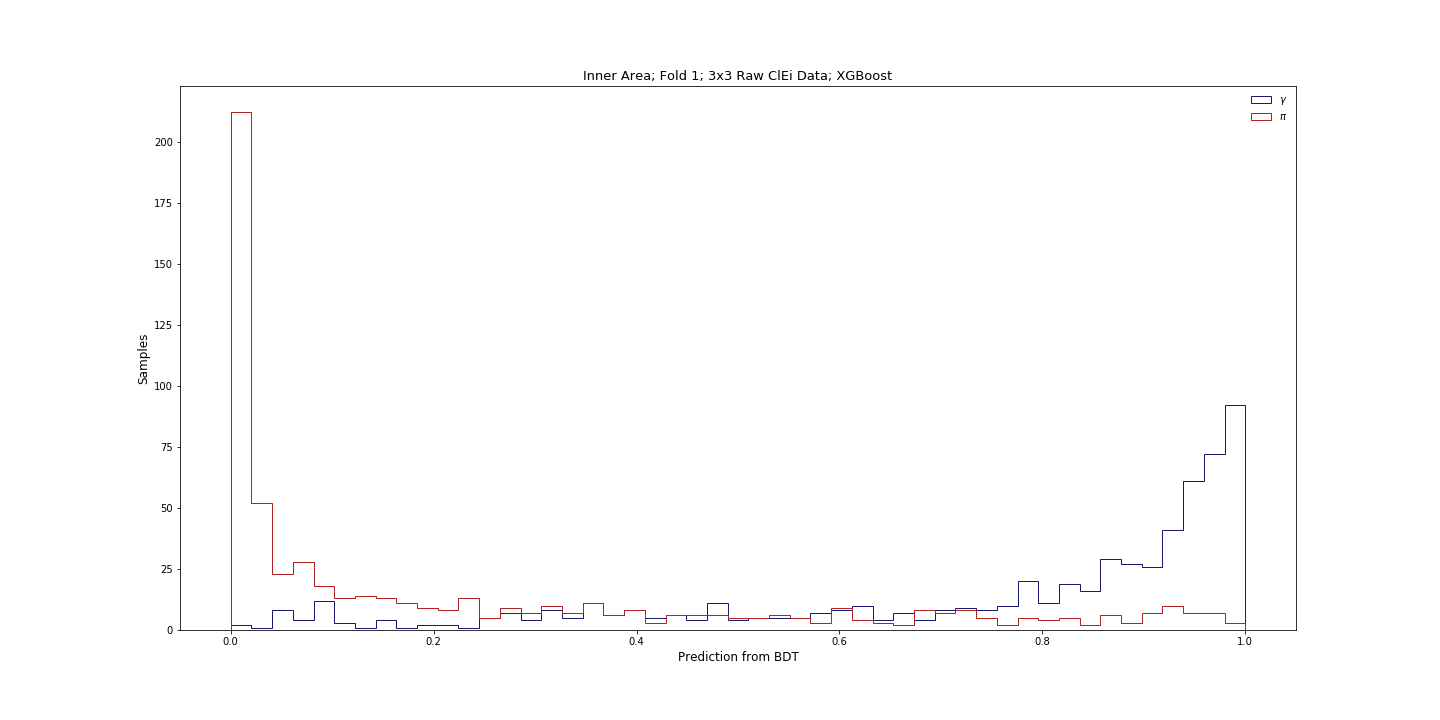 Inner Area; Fold 1; 3x3 Raw ClEi Data; XGBoost
γ
π
200
175
150
125
100
75
50
25
0
Samples
0.0 0.2 0.4 0.6 0.8 1.0
Prediction from BDT